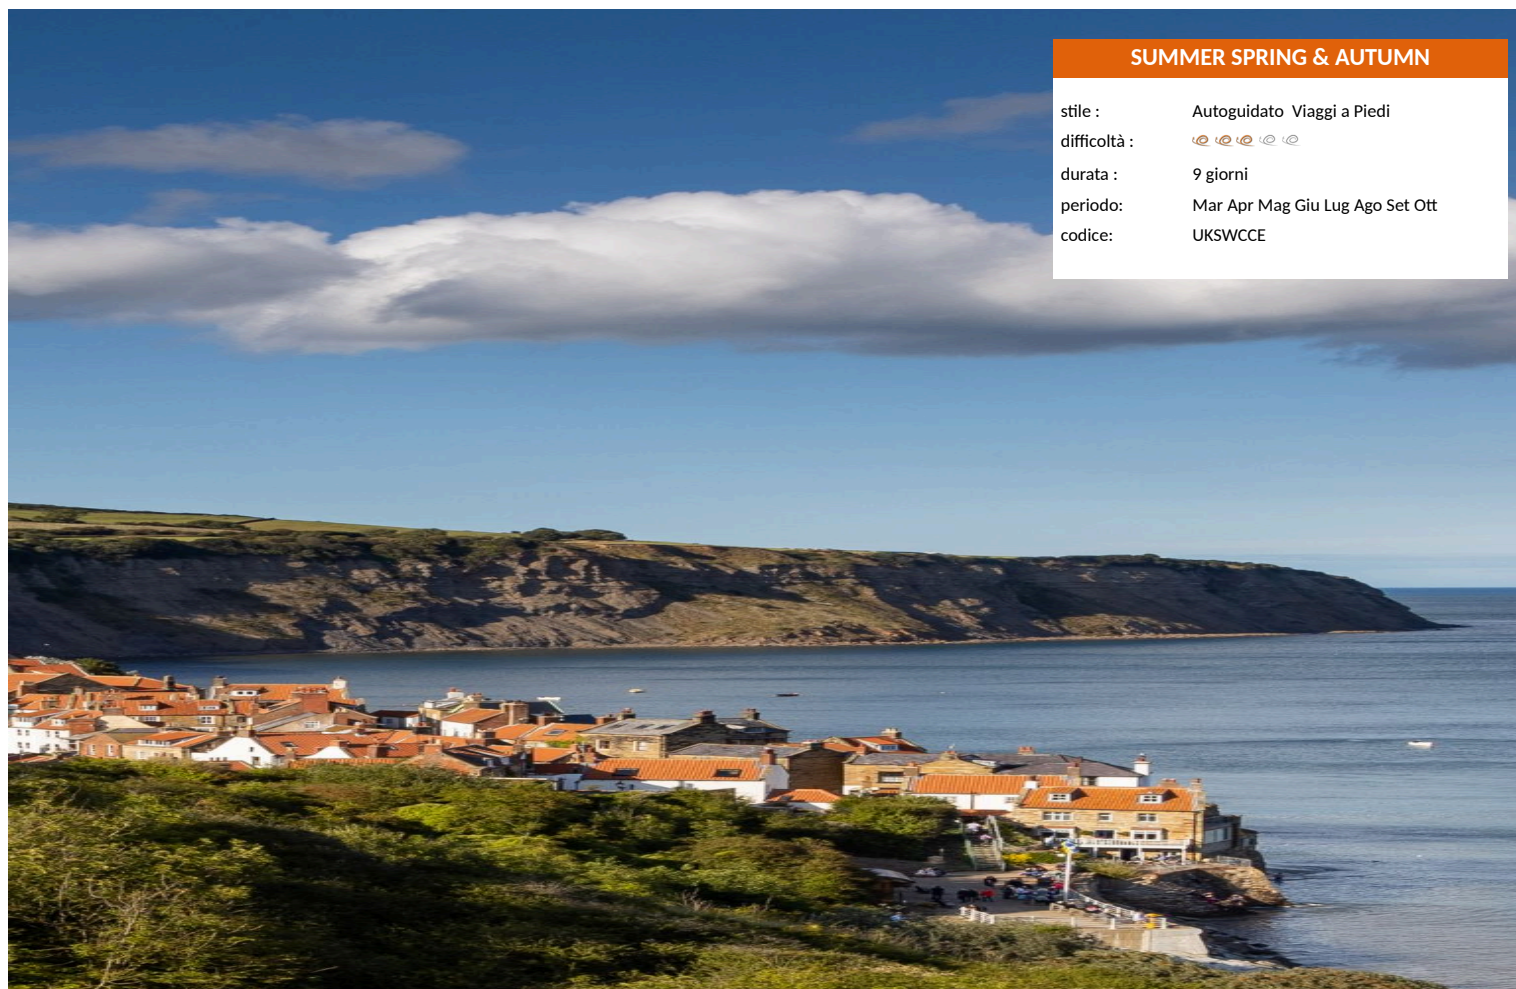 SUMMER SPRING & AUTUMN
stile : Autoguidato  Viaggi a Piedi
difficoltà :
durata : 9 giorni
periodo: Mar Apr Mag Giu Lug Ago Set Ott
codice: UKSWCCE